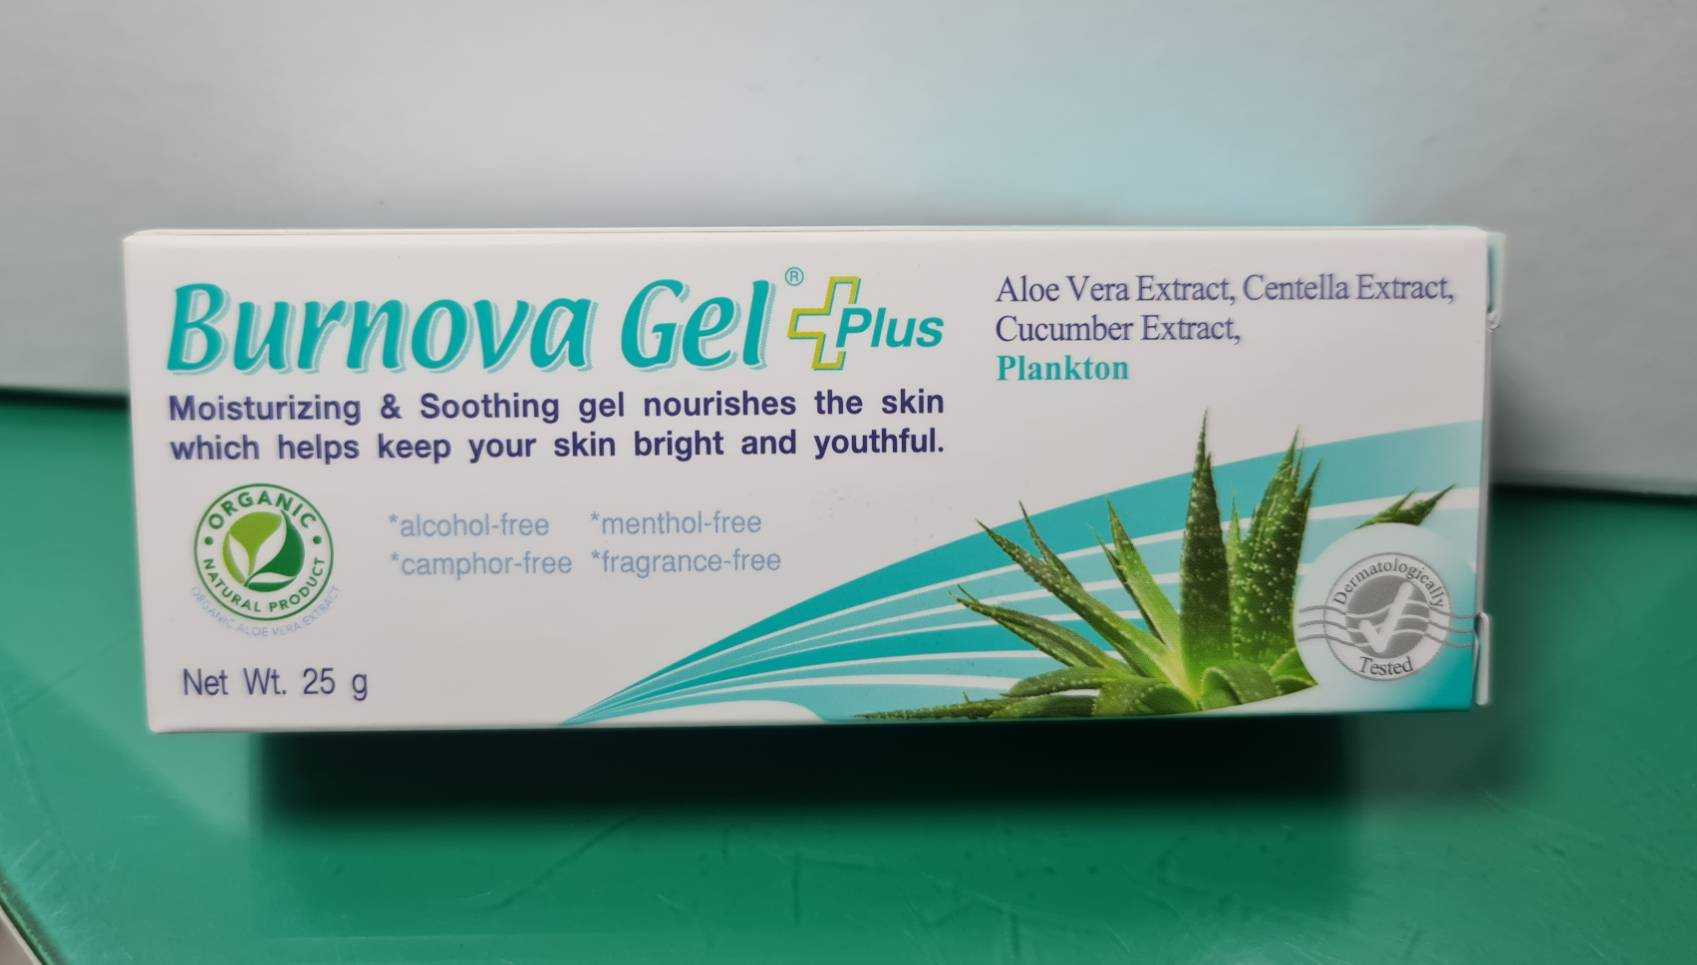 Burnova Gel® Plus
Moisturizing & Soothing gel nourishes the skin
which helps keep your skin bright and youthful.
Aloe Vera Extract, Centella Extract,
Cucumber Extract,
Plankton
*alcohol-free *menthol-free
*camphor-free *fragrance-free
ORGANIC
NATURAL PRODUCT
ORGANIC ALOE VERA EXTRACT
Net Wt. 25 g
Dermatologically
Tested